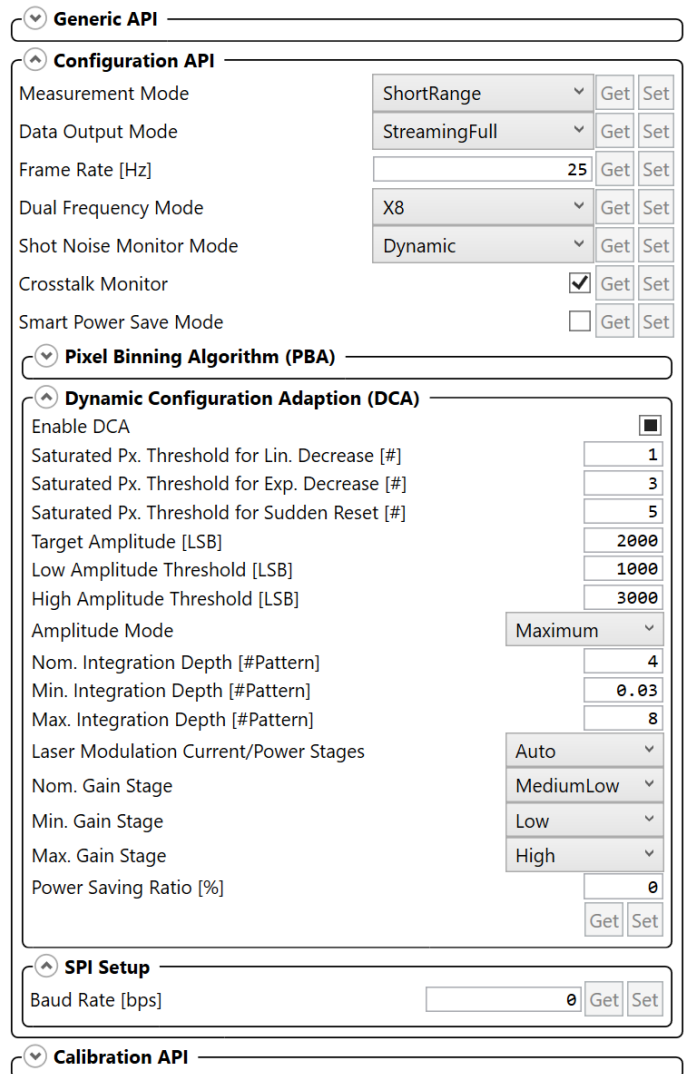 Generic API
Configuration API
Measurement Mode ShortRange Get Set
Data Output Mode StreamingFull Get Set
Frame Rate [Hz] 25 Get Set
Dual Frequency Mode X8 Get Set
Shot Noise Monitor Mode Dynamic Get Set
Crosstalk Monitor Get Set
Smart Power Save Mode Get Set
Pixel Binning Algorithm (PBA)
Dynamic Configuration Adaption (DCA)
Enable DCA
Saturated Px. Threshold for Lin. Decrease [#] 1
Saturated Px. Threshold for Exp. Decrease [#] 3
Saturated Px. Threshold for Sudden Reset [#] 5
Target Amplitude [LSB] 2000
Low Amplitude Threshold [LSB] 1000
High Amplitude Threshold [LSB] 3000
Amplitude Mode Maximum
Nom. Integration Depth [#Pattern] 4
Min. Integration Depth [#Pattern] 0.03
Max. Integration Depth [#Pattern] 8
Laser Modulation Current/Power Stages Auto
Nom. Gain Stage MediumLow
Min. Gain Stage Low
Max. Gain Stage High
Power Saving Ratio [%] 0
Get Set
SPI Setup
Baud Rate [bps] 0 Get Set
Calibration API